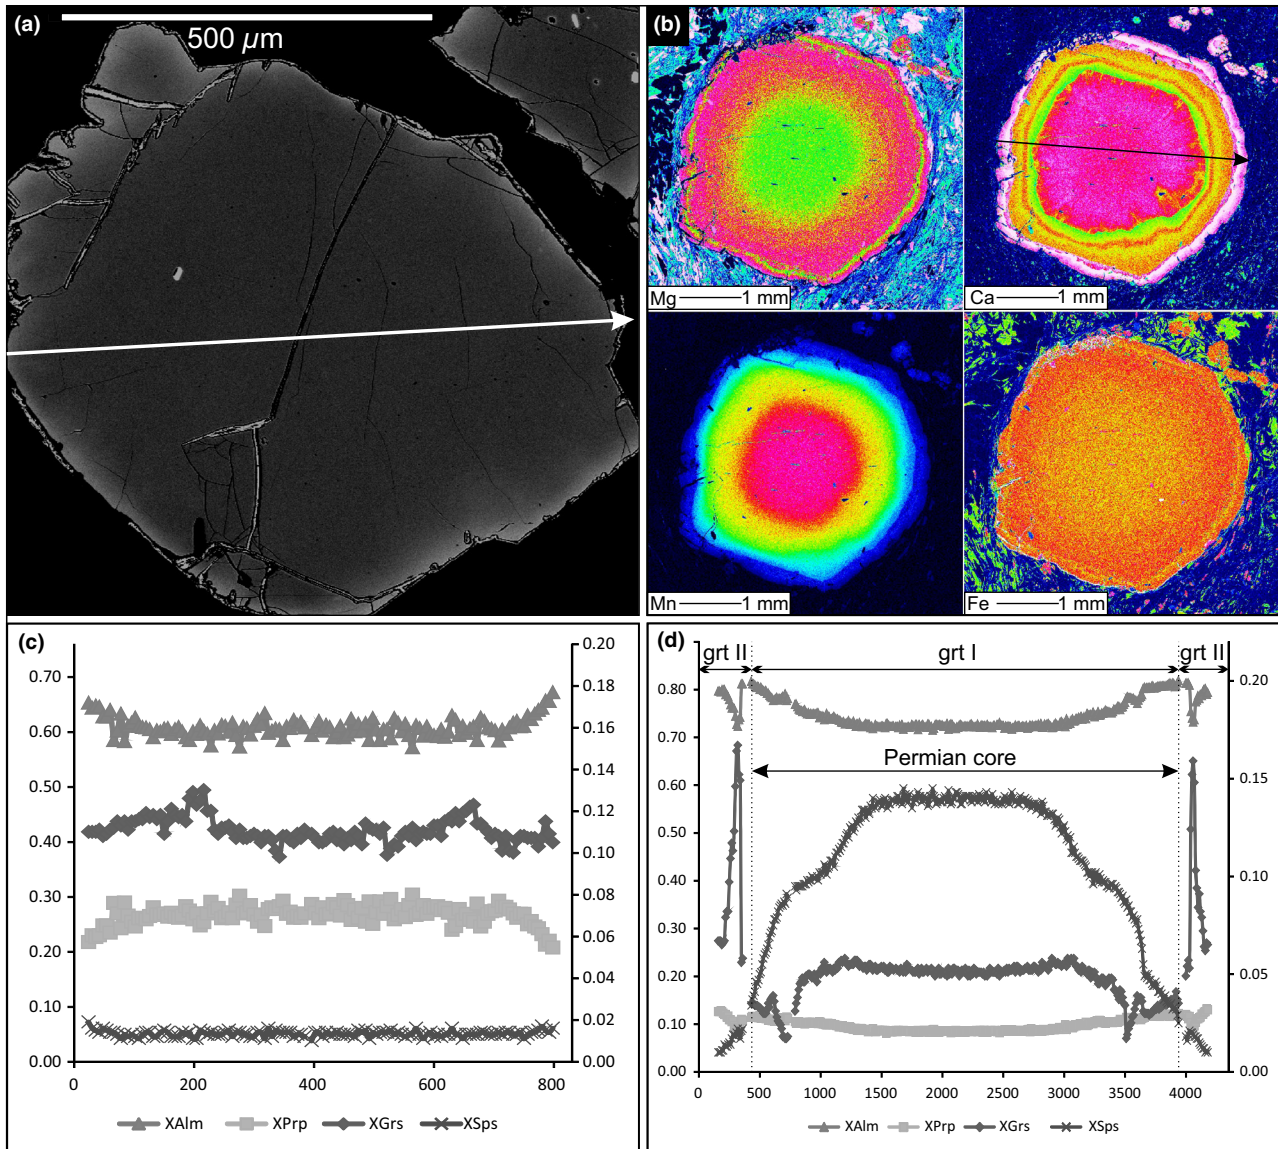 (a)
500 µm
(b)
Mg 1 mm
Ca 1 mm
Mn 1 mm
Fe 1 mm
(c)
0.70
0.60
0.50
0.40
0.30
0.20
0.10
0.00
0.20
0.18
0.16
0.14
0.12
0.10
0.08
0.06
0.04
0.02
0.00
0 200 400 600 800
XAlm XPrp XGrs XSps
(d)
grt II grt I grt II
Permian core
0.80
0.70
0.60
0.50
0.40
0.30
0.20
0.10
0.00
0.20
0.15
0.10
0.05
0.00
0 500 1000 1500 2000 2500 3000 3500 4000
XAlm XPrp XGrs XSps